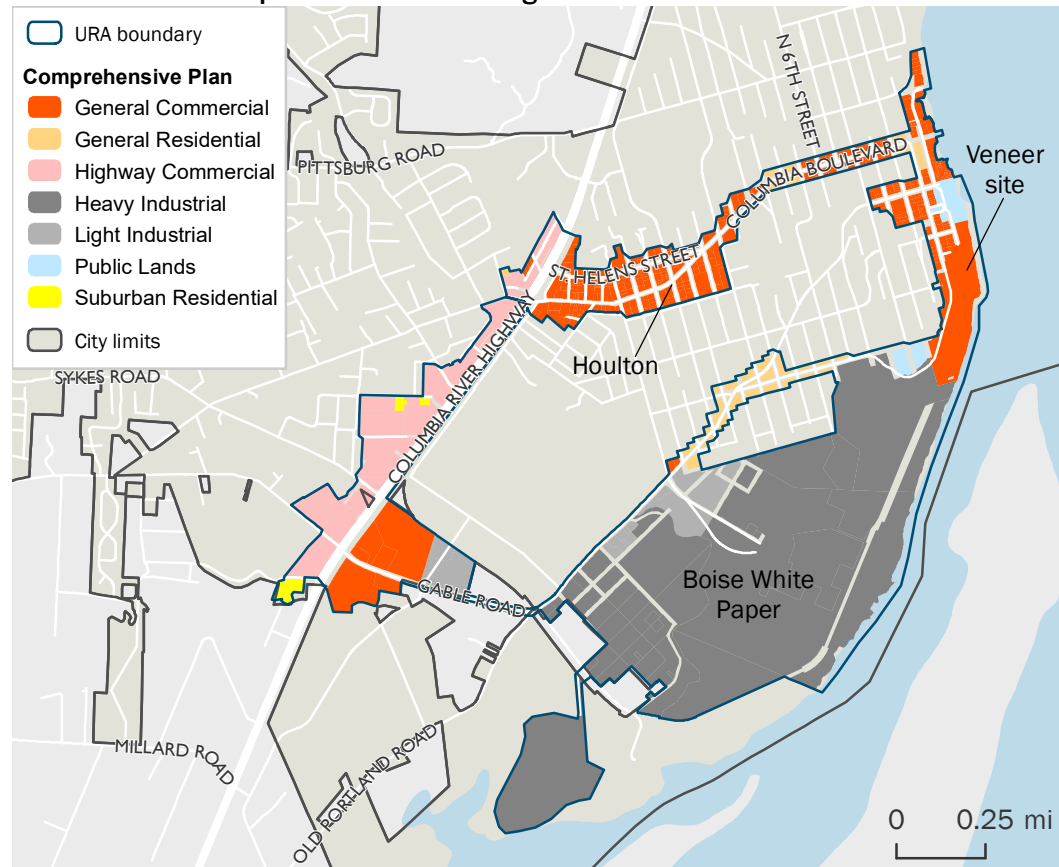 URA boundary
Comprehensive Plan
General Commercial
General Residential
Highway Commercial
Heavy Industrial
Light Industrial
Public Lands
Suburban Residential
City limits
N 6TH STREET
PITTSBURG ROAD
COLUMBIA BOULEVARD
Veneer
site
ST. HELENS STREET
Houlton
SYKES ROAD
COLUMBIA RIVER HIGHWAY
GABLE ROAD
Boise White
Paper
MILLARD ROAD
OLD PORTLAND ROAD
0 0.25 mi